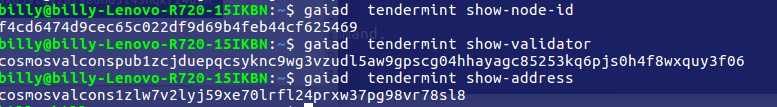 billy@billy-Lenovo-R720-15IKBN:~$ gaiad  tendermint show-node-id
f4cd6474d9cec65c022df9d69b4feb44cf625469
billy@billy-Lenovo-R720-15IKBN:~$ gaiad  tendermint show-validator
cosmosvalconspub1zcjduepqcsyknc9wg3vzudl5aw9gpscg04hhayagc85253kq6pjs0h4f8wxquy3f06
billy@billy-Lenovo-R720-15IKBN:~$ gaiad  tendermint show-address
cosmosvalcons1zlw7v2lyj59xe70lrfl24prxw37pg98vr78sl8